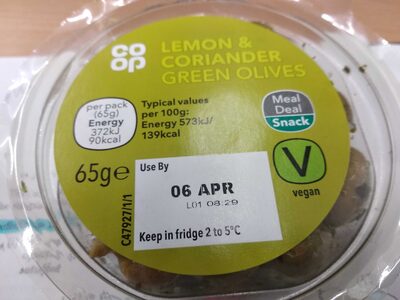 CO
OP
LEMON &
CORIANDER
GREEN OLIVES
per pack
(65g)
Energy
372kJ
90kcal
Typical values
per 100g:
Energy 573kJ/
139kcal
Meal
Deal
Snack
65g℮
Use By
06 APR
L01 08:29
Keep in fridge 2 to 5°C
V
vegan
C47927/1/1